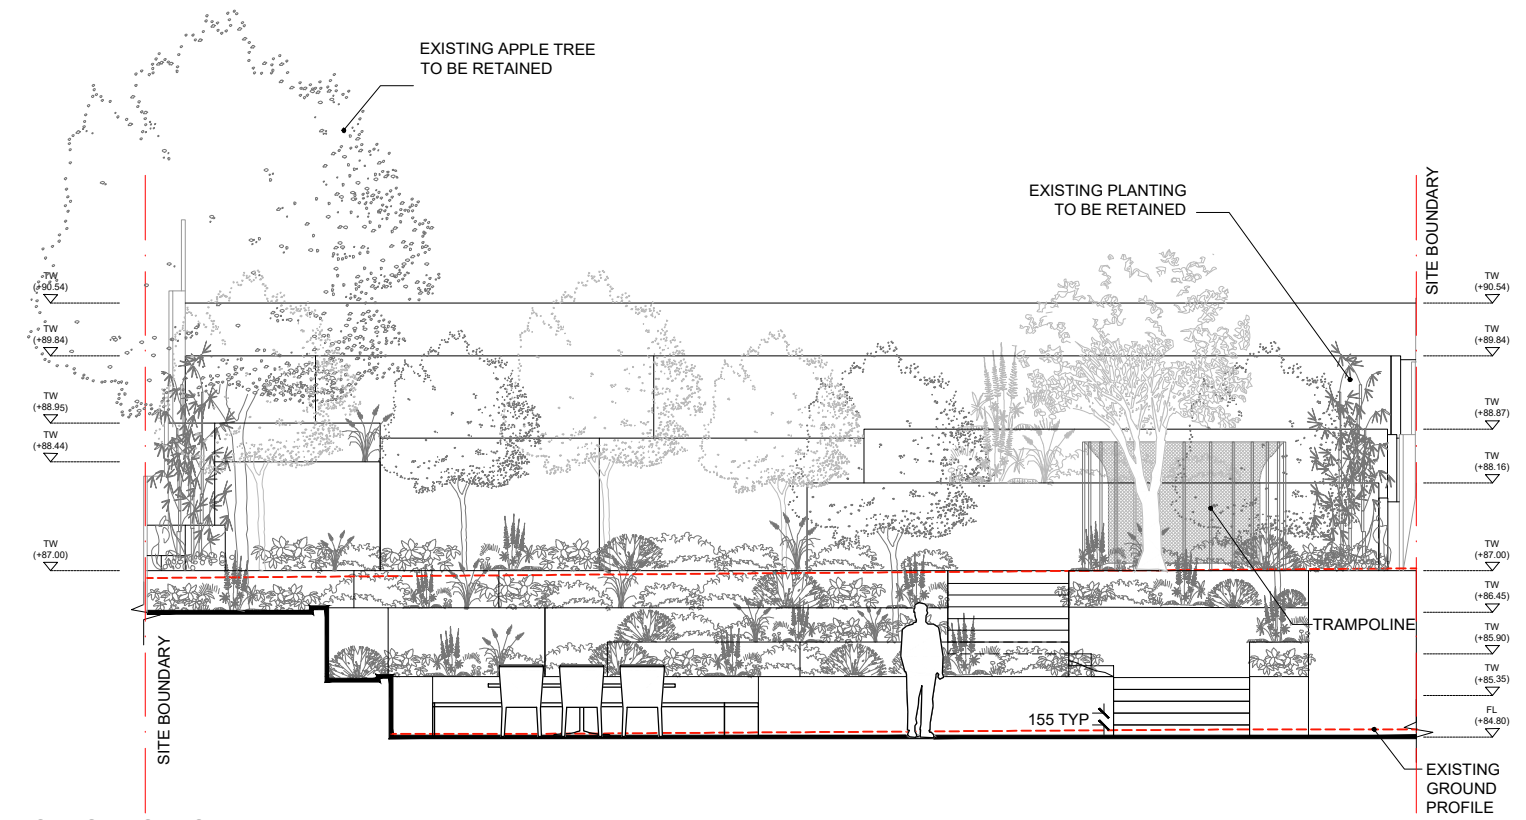 EXISTING APPLE TREE
TO BE RETAINED
EXISTING PLANTING
TO BE RETAINED
SITE BOUNDARY
TW
(+90.54)
TW
(+89.84)
TW
(+88.95)
TW
(+88.44)
TW
(+87.00)
TW
(+90.54)
TW
(+89.84)
TW
(+88.87)
TW
(+88.16)
TW
(+87.00)
TW
(+86.45)
TW
(+85.90)
TW
(+85.35)
FL
(+84.80)
TRAMPOLINE
SITE BOUNDARY
155 TYP
EXISTING
GROUND
PROFILE